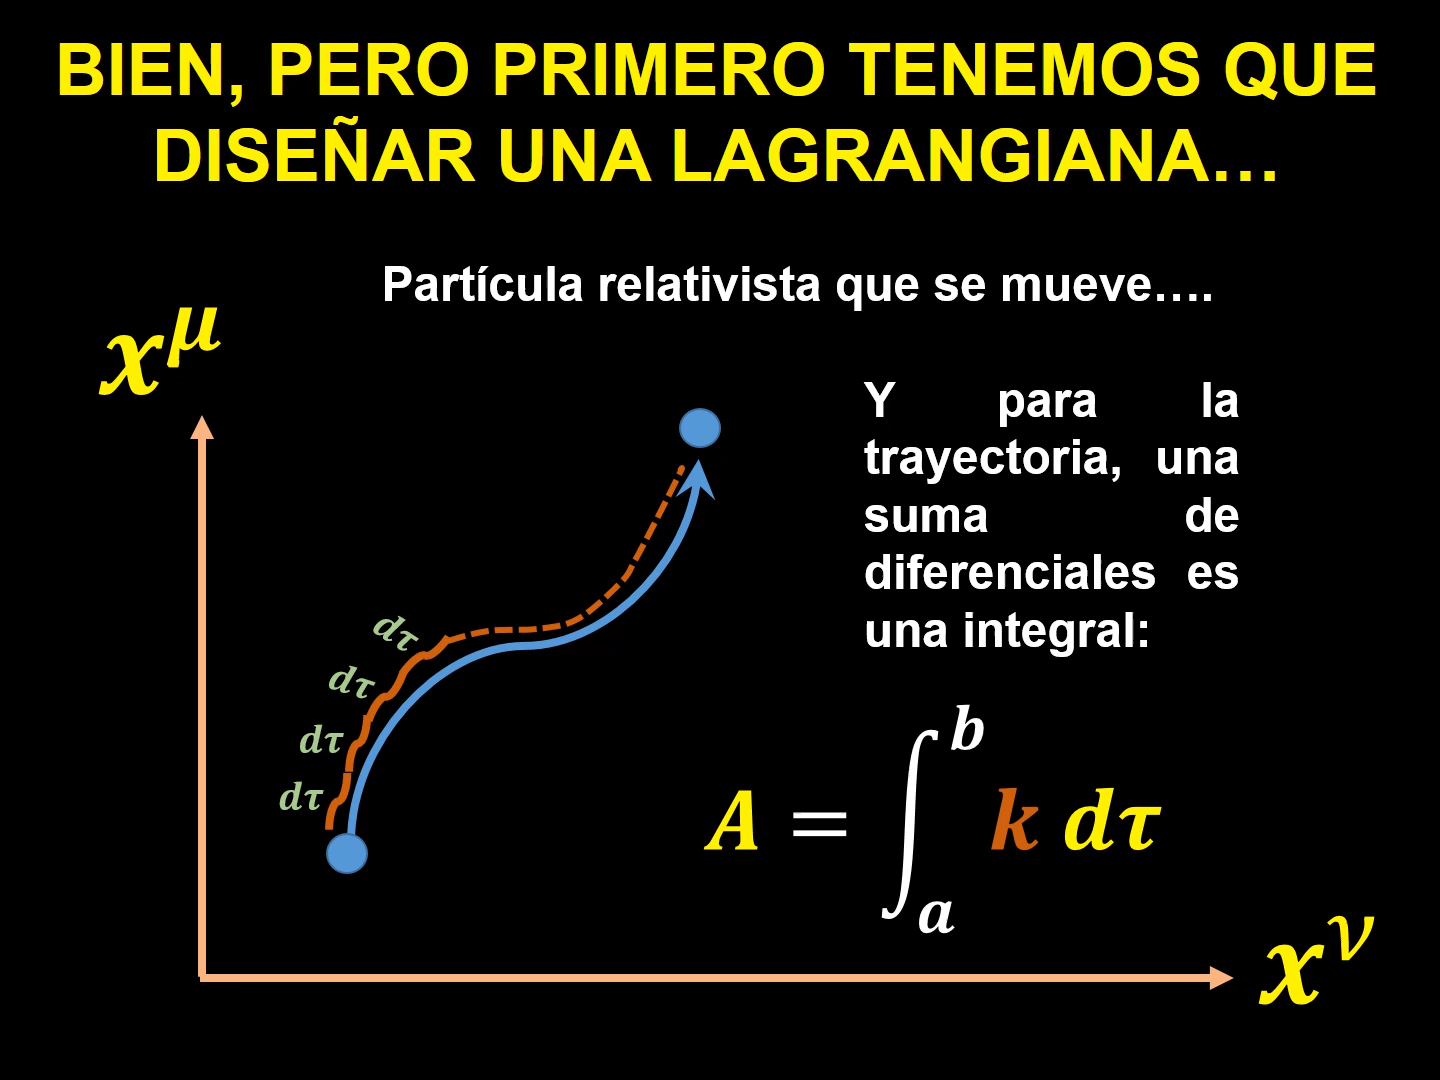 BIEN, PERO PRIMERO TENEMOS QUE
DISEÑAR UNA LAGRANGIANA…
Partícula relativista que se mueve….
x^μ
Y para la
trayectoria, una
suma de
diferenciales es
una integral:
dτ
dτ
dτ
dτ
A = ∫_a^b k dτ
x^ν